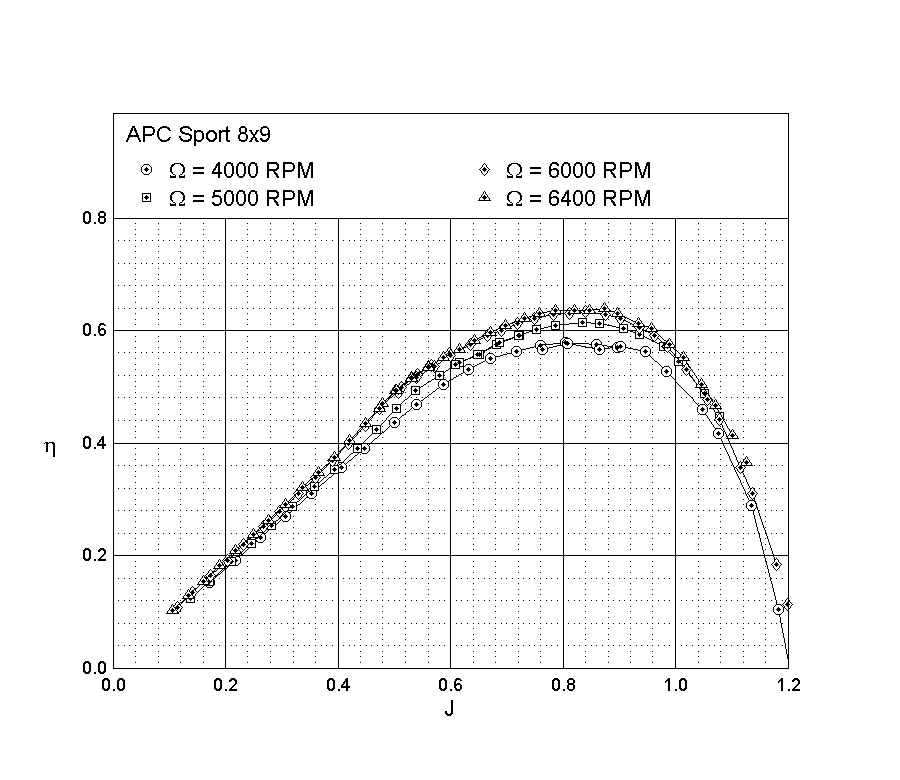 APC Sport 8x9
Ω = 4000 RPM
Ω = 6000 RPM
Ω = 5000 RPM
Ω = 6400 RPM
0.8
0.6
η
0.4
0.2
0.0
0.0 0.2 0.4 0.6 0.8 1.0 1.2
J